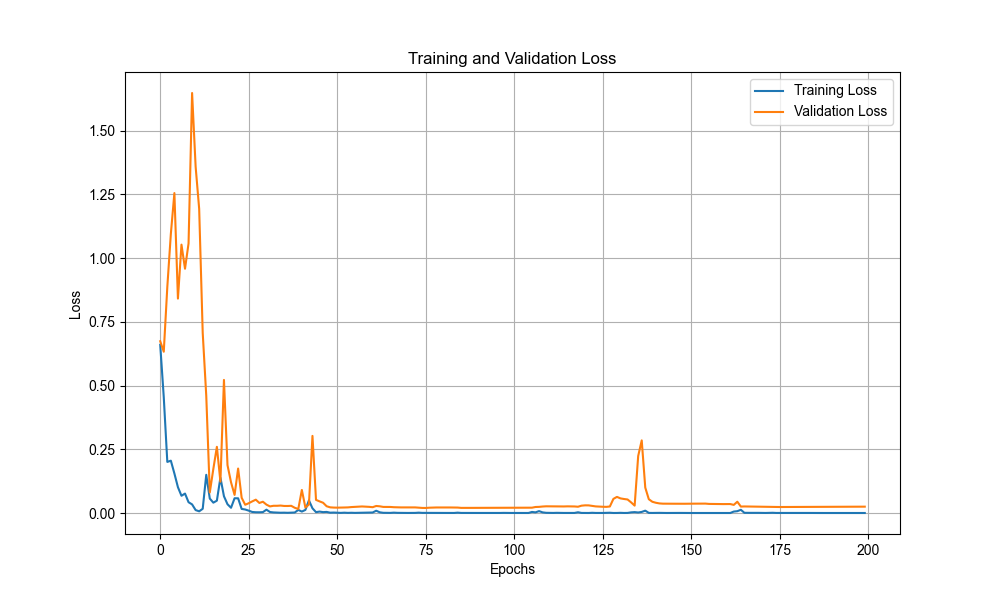 Training and Validation Loss
Training Loss
Validation Loss
1.50
1.25
1.00
0.75
0.50
0.25
0.00
Loss
0 25 50 75 100 125 150 175 200
Epochs